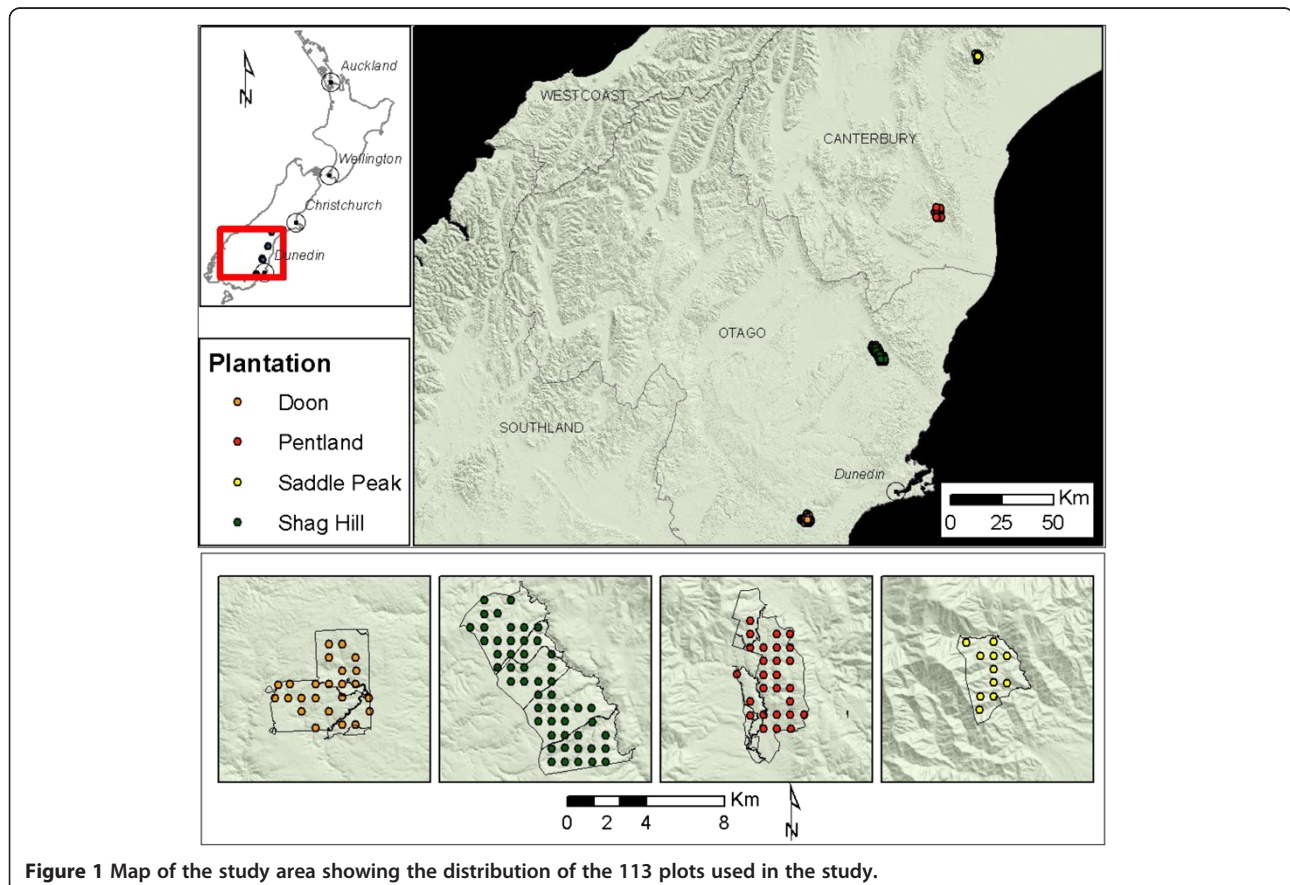 N
Auckland
Wellington
Christchurch
Dunedin
WESTCOAST
CANTERBURY
OTAGO
SOUTHLAND
Dunedin
Km
0 25 50
Plantation
Doon
Pentland
Saddle Peak
Shag Hill
Km
0 2 4 8
N
Figure 1 Map of the study area showing the distribution of the 113 plots used in the study.